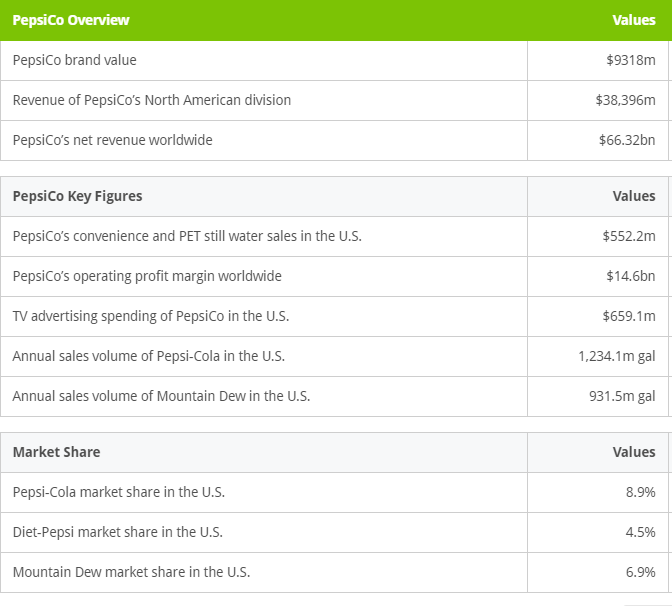 PepsiCo Overview Values
PepsiCo brand value $9318m
Revenue of PepsiCo’s North American division $38,396m
PepsiCo’s net revenue worldwide $66.32bn
PepsiCo Key Figures Values
PepsiCo’s convenience and PET still water sales in the U.S. $552.2m
PepsiCo’s operating profit margin worldwide $14.6bn
TV advertising spending of PepsiCo in the U.S. $659.1m
Annual sales volume of Pepsi-Cola in the U.S. 1,234.1m gal
Annual sales volume of Mountain Dew in the U.S. 931.5m gal
Market Share Values
Pepsi-Cola market share in the U.S. 8.9%
Diet-Pepsi market share in the U.S. 4.5%
Mountain Dew market share in the U.S. 6.9%